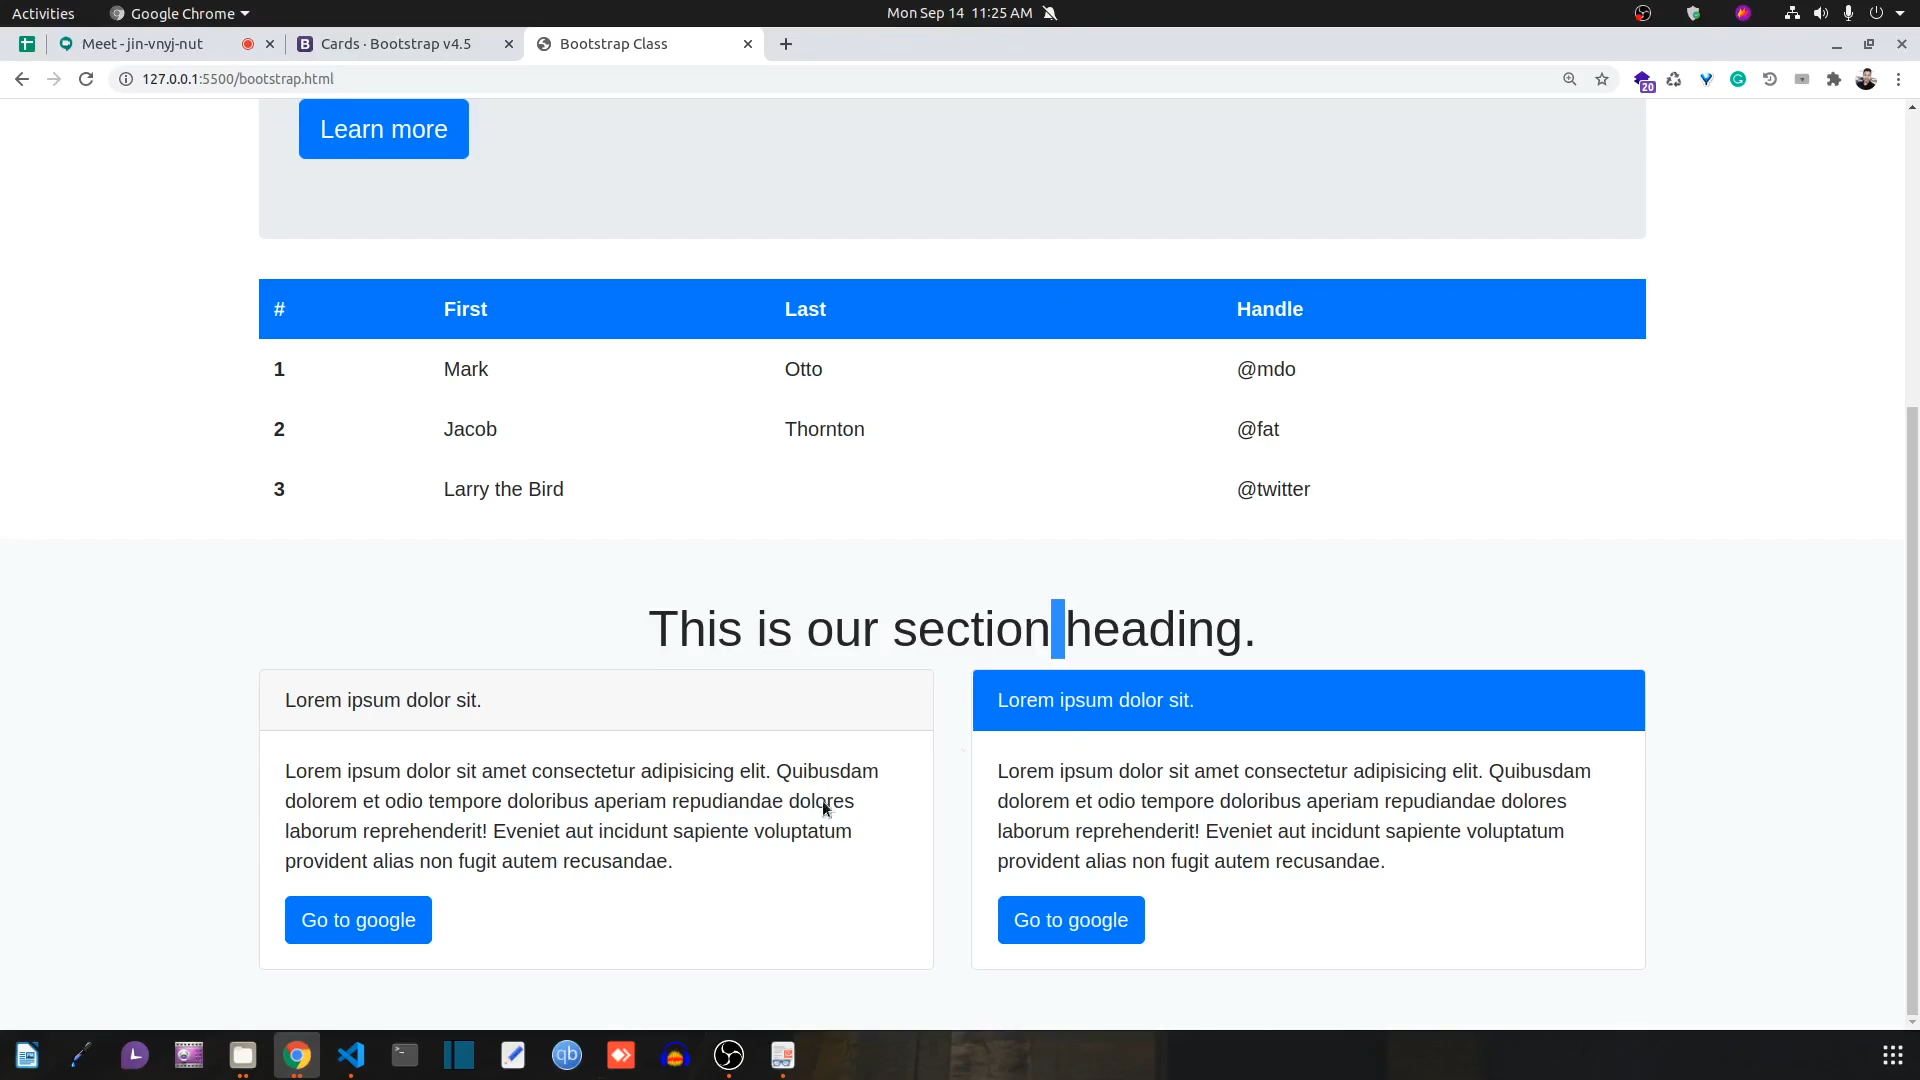 Activities
Google Chrome
Mon Sep 14 11:25 AM
Meet - jin-vnyj-nut
B Cards · Bootstrap v4.5
Bootstrap Class
127.0.0.1:5500/bootstrap.html
20
Learn more
# First Last Handle
1 Mark Otto @mdo
2 Jacob Thornton @fat
3 Larry the Bird @twitter
This is our section heading.
Lorem ipsum dolor sit.
Lorem ipsum dolor sit amet consectetur adipisicing elit. Quibusdam
dolorem et odio tempore doloribus aperiam repudiandae dolores
laborum reprehenderit! Eveniet aut incidunt sapiente voluptatum
provident alias non fugit autem recusandae.
Go to google
Lorem ipsum dolor sit.
Lorem ipsum dolor sit amet consectetur adipisicing elit. Quibusdam
dolorem et odio tempore doloribus aperiam repudiandae dolores
laborum reprehenderit! Eveniet aut incidunt sapiente voluptatum
provident alias non fugit autem recusandae.
Go to google
qb